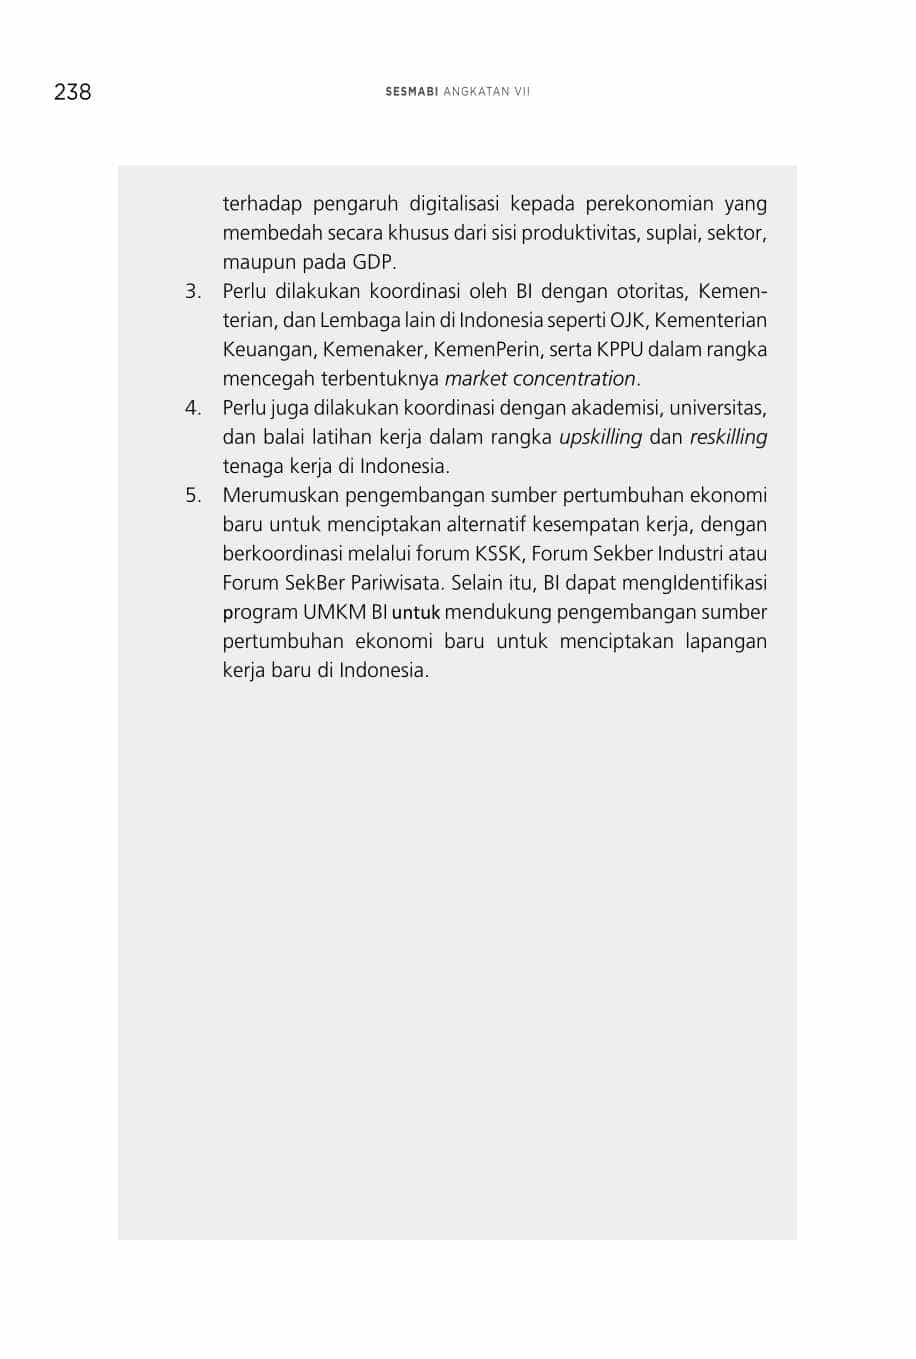 238
SESMABI ANGKATAN VII
terhadap pengaruh digitalisasi kepada perekonomian yang
membedah secara khusus dari sisi produktivitas, suplai, sektor,
maupun pada GDP.
3. Perlu dilakukan koordinasi oleh BI dengan otoritas, Kemen-
terian, dan Lembaga lain di Indonesia seperti OJK, Kementerian
Keuangan, Kemenaker, KemenPerin, serta KPPU dalam rangka
mencegah terbentuknya market concentration.
4. Perlu juga dilakukan koordinasi dengan akademisi, universitas,
dan balai latihan kerja dalam rangka upskilling dan reskilling
tenaga kerja di Indonesia.
5. Merumuskan pengembangan sumber pertumbuhan ekonomi
baru untuk menciptakan alternatif kesempatan kerja, dengan
berkoordinasi melalui forum KSSK, Forum Sekber Industri atau
Forum SekBer Pariwisata. Selain itu, BI dapat mengIdentifikasi
program UMKM BI untuk mendukung pengembangan sumber
pertumbuhan ekonomi baru untuk menciptakan lapangan
kerja baru di Indonesia.